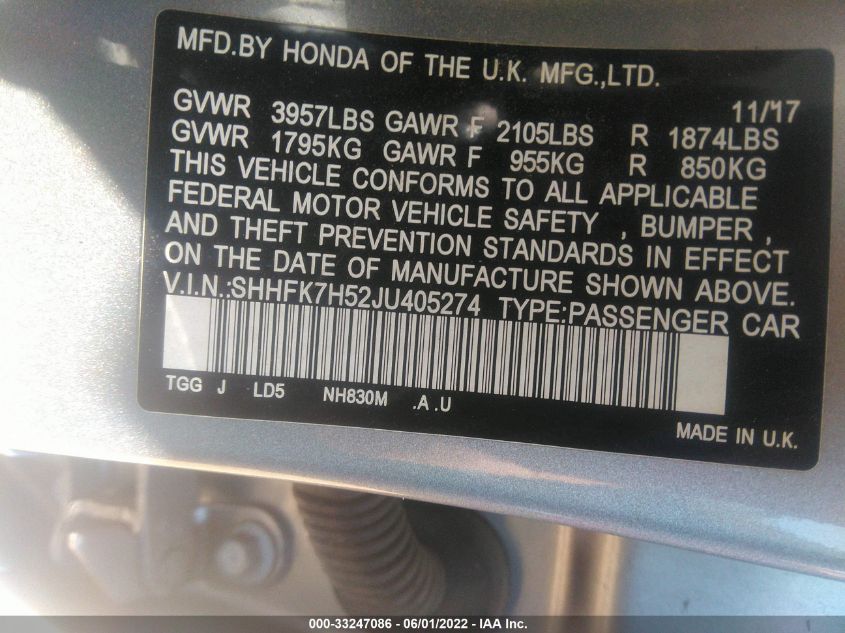 MFD.BY HONDA OF THE U.K. MFG.,LTD.
11/17
GVWR 3957LBS GAWR F 2105LBS R 1874LBS
GVWR 1795KG GAWR F 955KG R 850KG
THIS VEHICLE CONFORMS TO ALL APPLICABLE
FEDERAL MOTOR VEHICLE SAFETY , BUMPER ,
AND THEFT PREVENTION STANDARDS IN EFFECT
ON THE DATE OF MANUFACTURE SHOWN ABOVE.
V.I.N.:SHHFK7H52JU405274 TYPE:PASSENGER CAR
TGG J LD5 NH830M .A .U
MADE IN U.K.
000-33247086 - 06/01/2022 - IAA Inc.